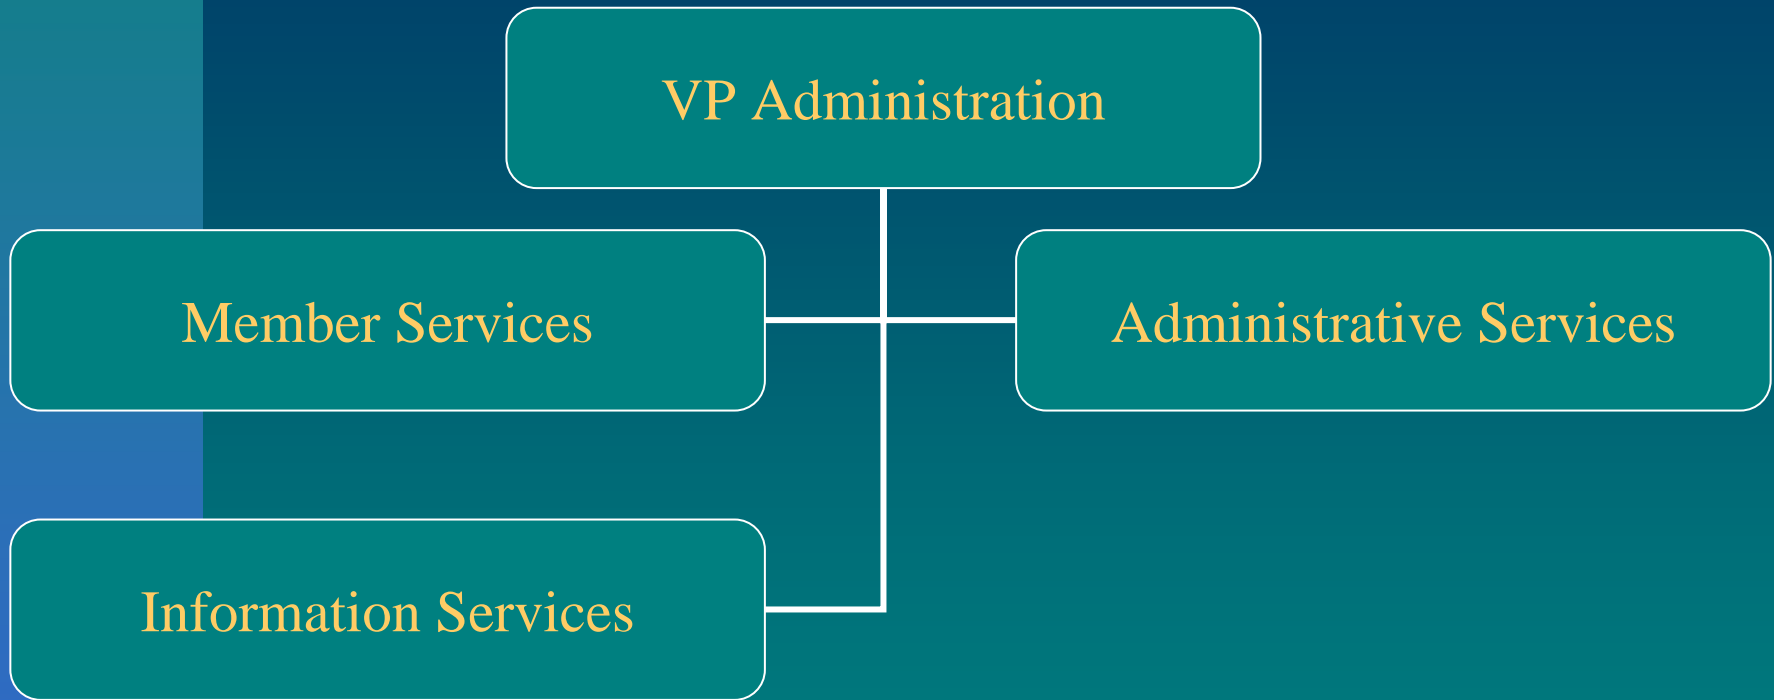 VP Administration
Member Services
Administrative Services
Information Services